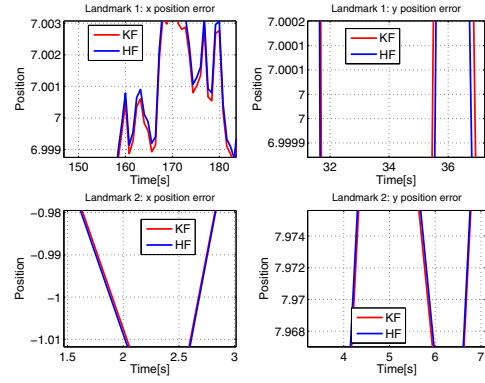 Landmark 1: x position error
7.003
7.002
7.001
7
6.999
Position
KF
HF
150 160 170 180
Time[s]
Landmark 1: y position error
7.0002
7.0001
7.0001
7
6.9999
Position
KF
HF
32 34 36
Time[s]
Landmark 2: x position error
−0.98
−0.99
−1
−1.01
Position
KF
HF
1.5 2 2.5 3
Time[s]
Landmark 2: y position error
7.974
7.972
7.97
7.968
Position
KF
HF
4 5 6 7
Time[s]